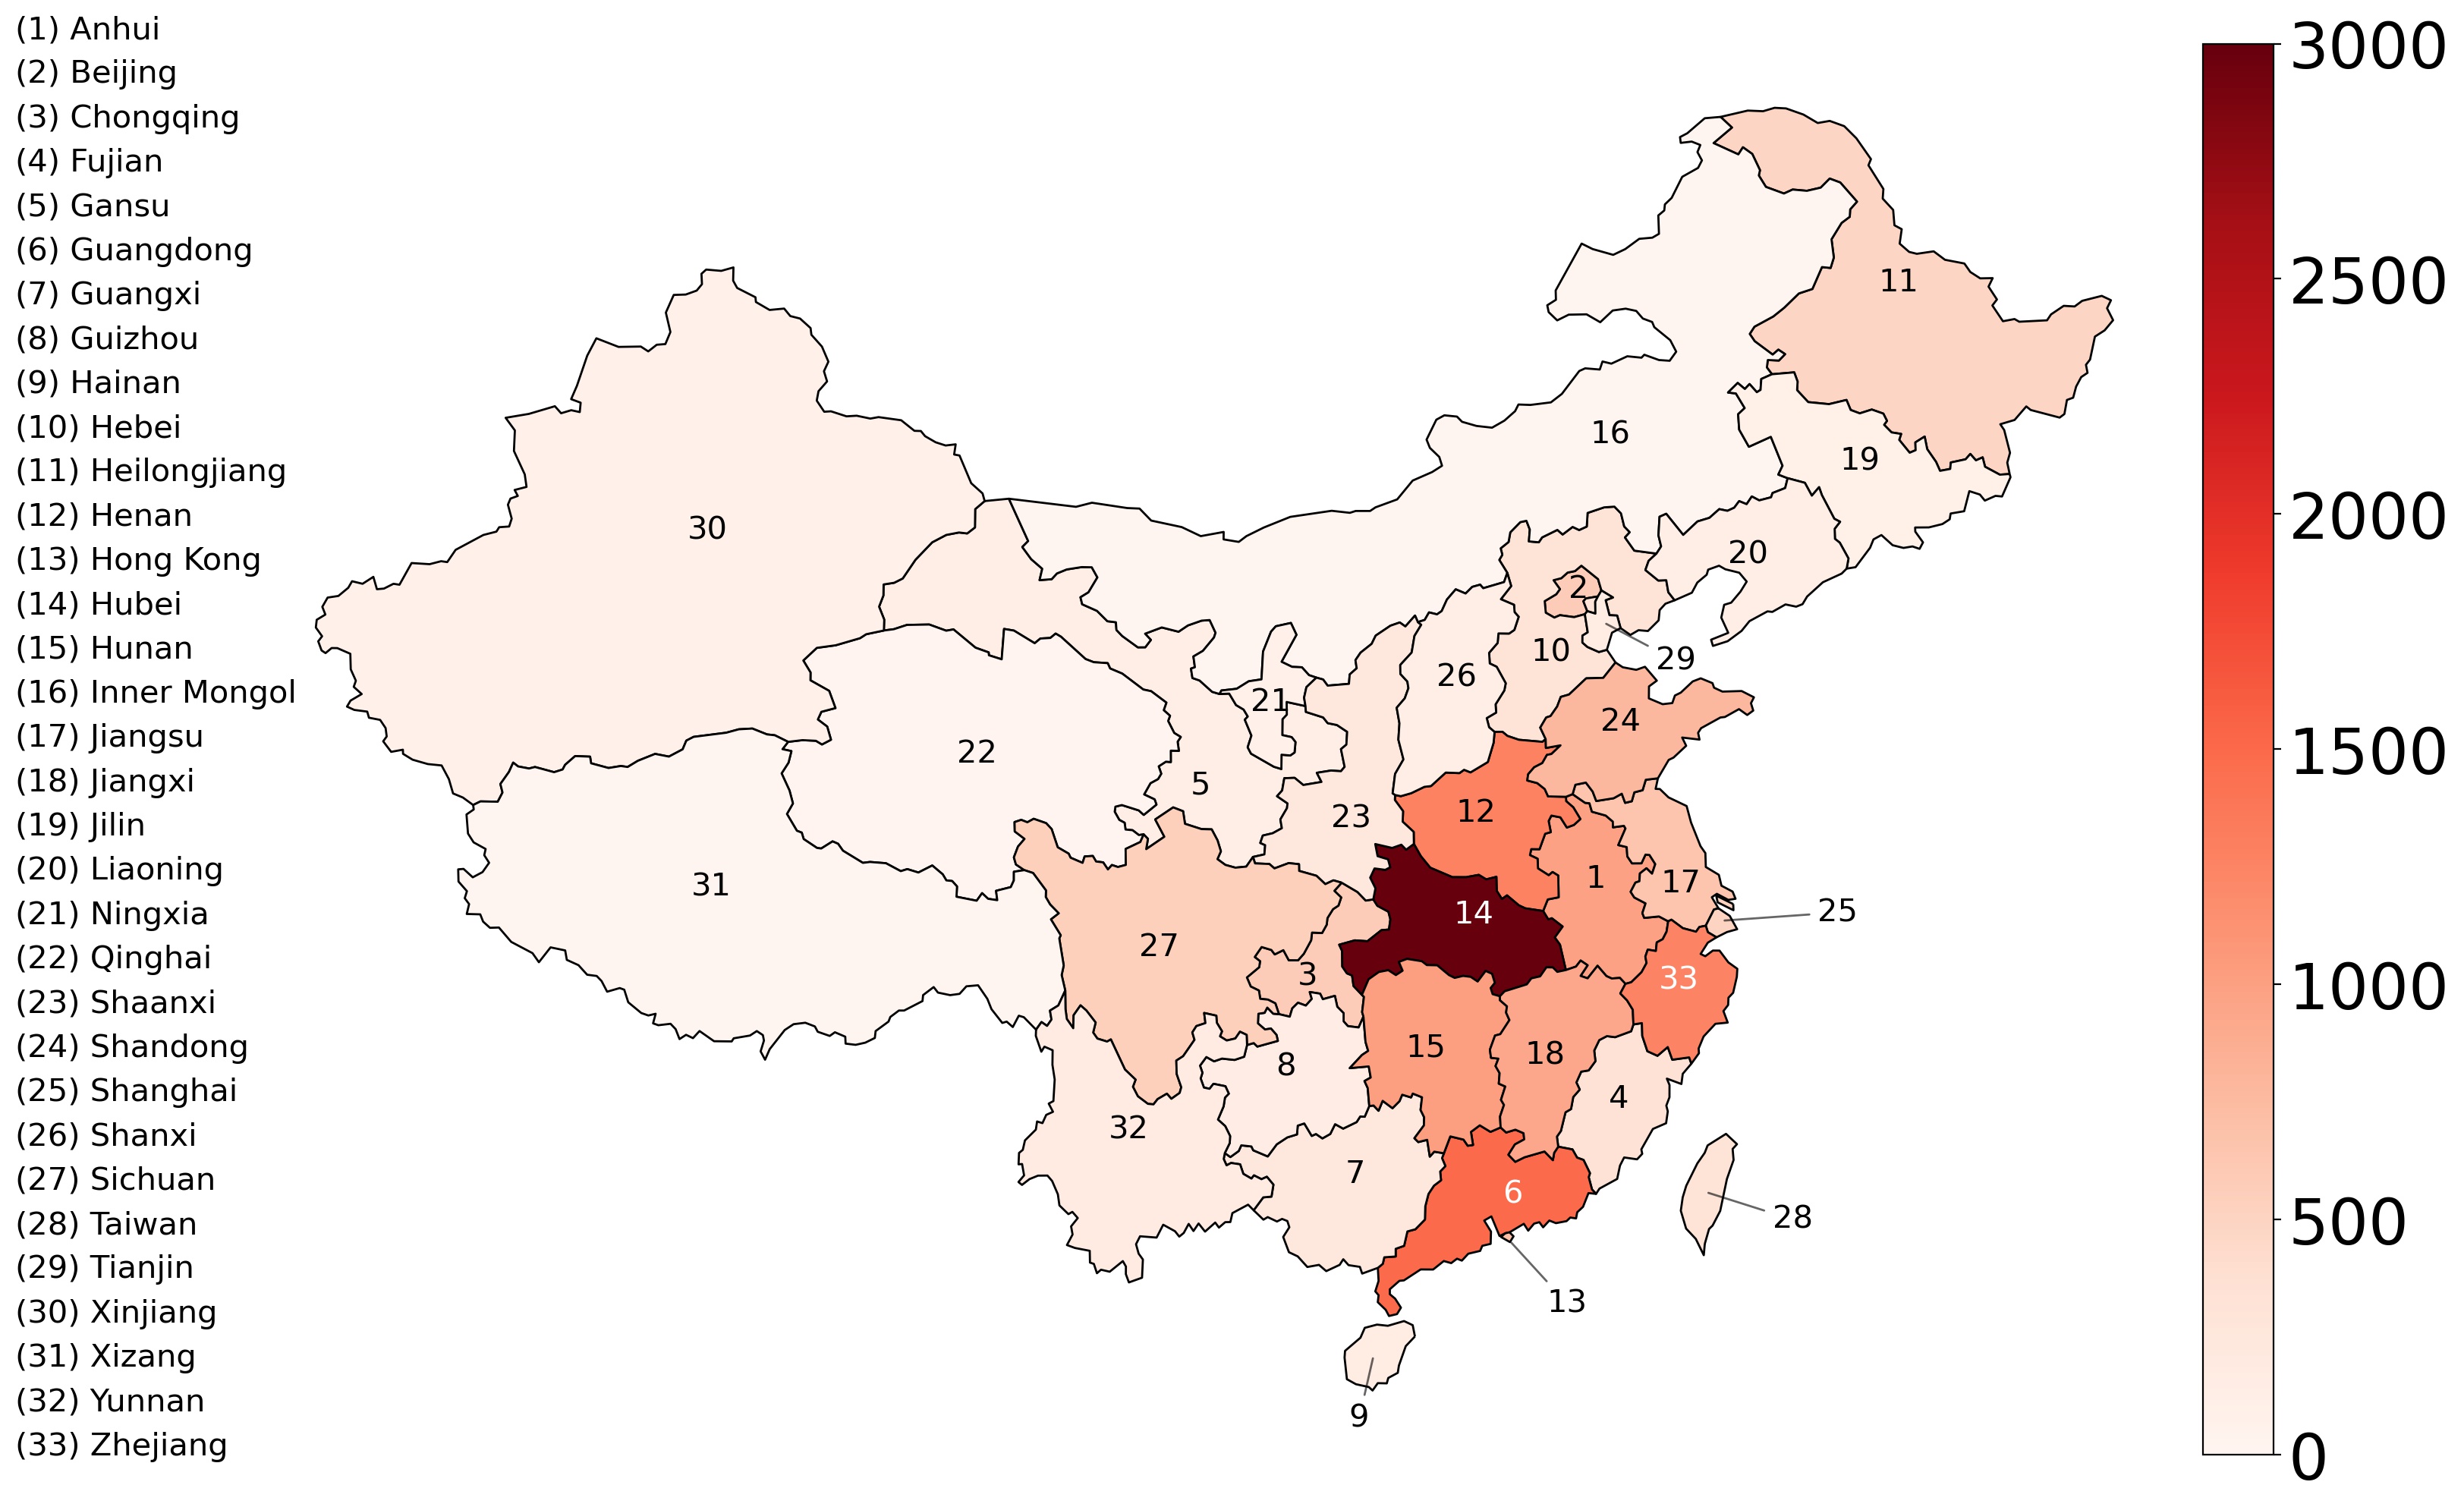 (1) Anhui
(2) Beijing
(3) Chongqing
(4) Fujian
(5) Gansu
(6) Guangdong
(7) Guangxi
(8) Guizhou
(9) Hainan
(10) Hebei
(11) Heilongjiang
(12) Henan
(13) Hong Kong
(14) Hubei
(15) Hunan
(16) Inner Mongol
(17) Jiangsu
(18) Jiangxi
(19) Jilin
(20) Liaoning
(21) Ningxia
(22) Qinghai
(23) Shaanxi
(24) Shandong
(25) Shanghai
(26) Shanxi
(27) Sichuan
(28) Taiwan
(29) Tianjin
(30) Xinjiang
(31) Xizang
(32) Yunnan
(33) Zhejiang
11
16
19
30
20
2
10
29
26
21
24
22
5
23
12
31
1
17
14
25
27
3
33
15
18
8
4
32
7
6
28
13
9
3000
2500
2000
1500
1000
500
0